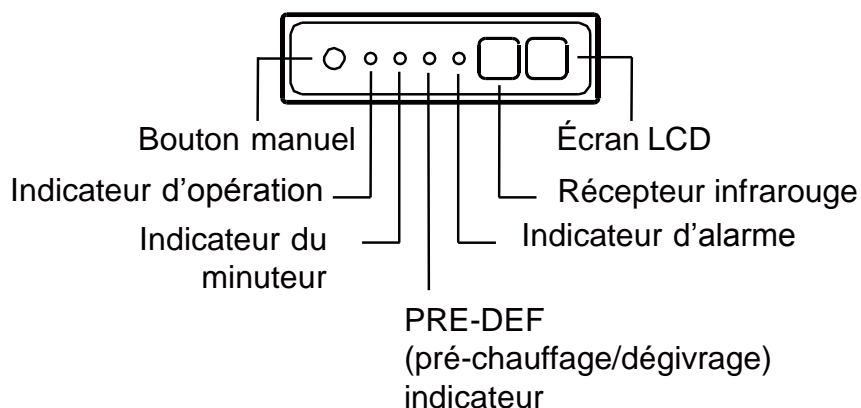 Bouton manuel
Écran LCD
Indicateur d'opération
Récepteur infrarouge
Indicateur du
minuteur
Indicateur d'alarme
PRE-DEF
(pré-chauffage/dégivrage)
indicateur